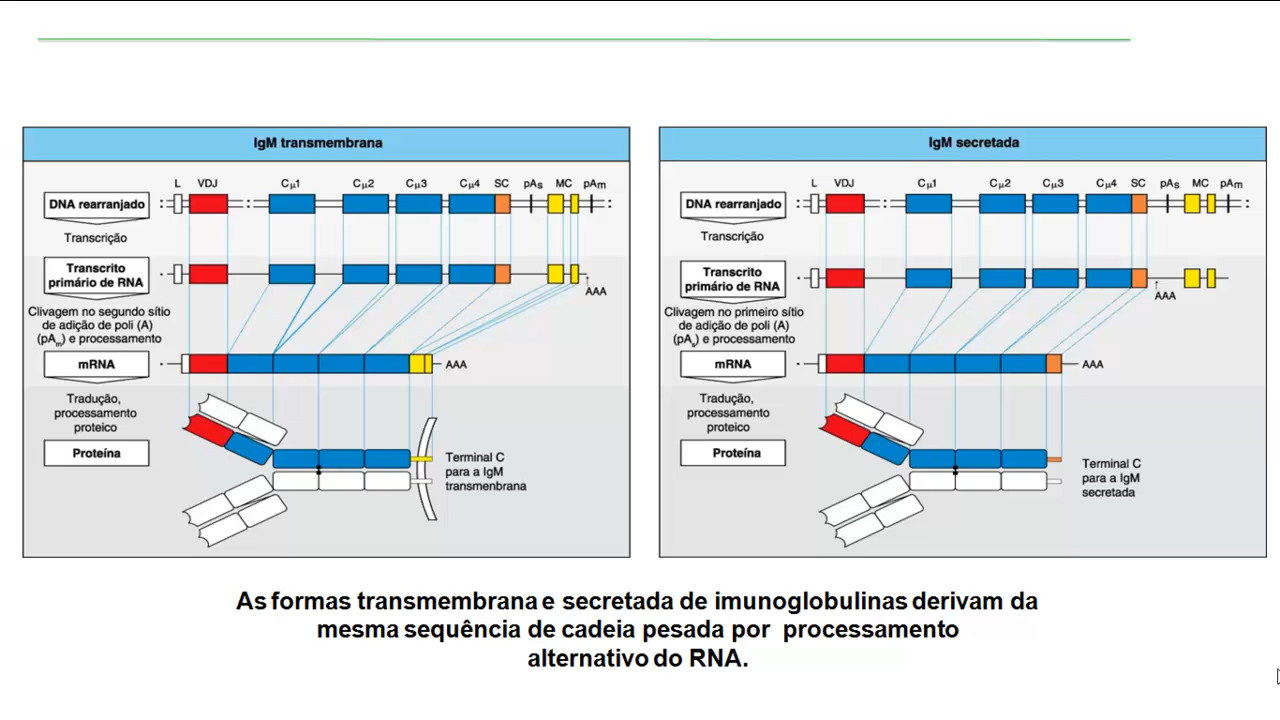 IgM transmembrana
L VDJ Cμ1 Cμ2 Cμ3 Cμ4 SC pAs MC pAm
DNA rearranjado
Transcrição
Transcrito
primário de RNA
AAA
Clivagem no segundo sítio
de adição de poli (A)
(pAm) e processamento
mRNA
AAA
Tradução,
processamento
proteico
Proteína
Terminal C
para a IgM
transmenbrana
IgM secretada
L VDJ Cμ1 Cμ2 Cμ3 Cμ4 SC pAs MC pAm
DNA rearranjado
Transcrição
Transcrito
primário de RNA
AAA
Clivagem no primeiro sítio
de adição de poli (A)
(pAs) e processamento
mRNA
AAA
Tradução,
processamento
proteico
Proteína
Terminal C
para a IgM
secretada
As formas transmembrana e secretada de imunoglobulinas derivam da
mesma sequência de cadeia pesada por processamento
alternativo do RNA.